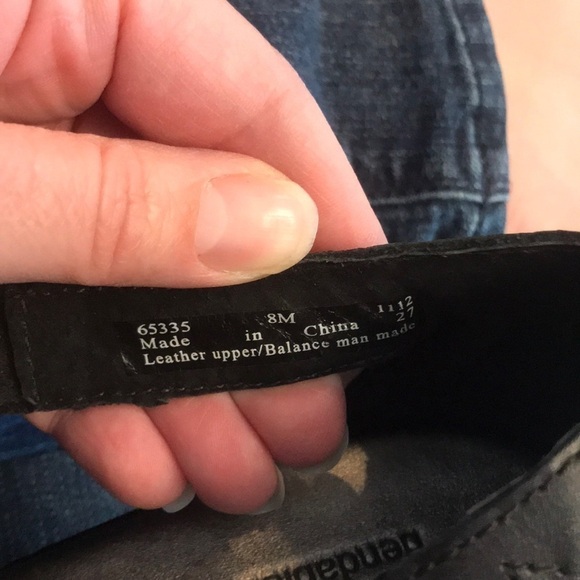 65335 8M 1112
Made in China 27
Leather upper/Balance man made